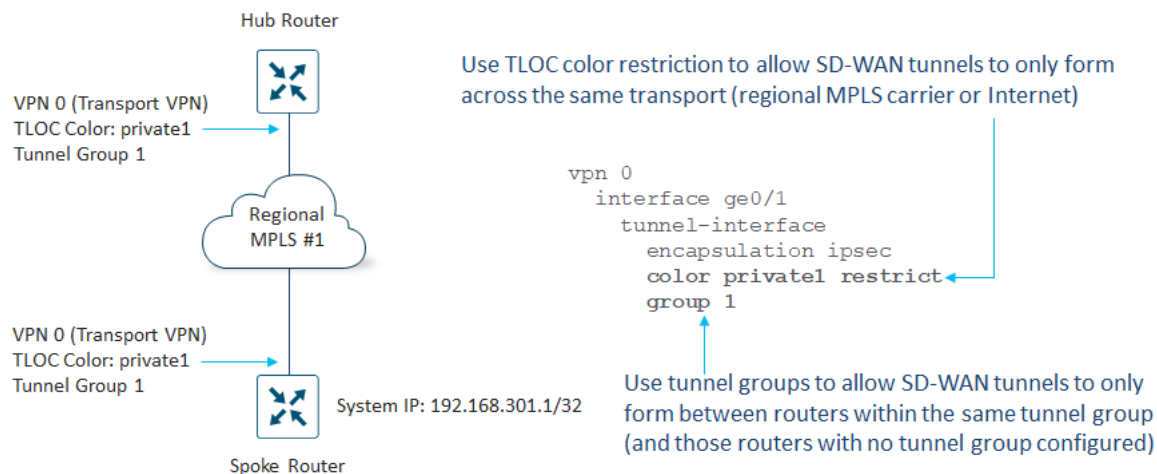 Hub Router
Use TLOC color restriction to allow SD-WAN tunnels to only form
across the same transport (regional MPLS carrier or Internet)
VPN 0 (Transport VPN)
TLOC Color: private1
Tunnel Group 1
vpn 0
interface ge0/1
tunnel-interface
encapsulation ipsec
color private1 restrict
group 1
Regional
MPLS #1
VPN 0 (Transport VPN)
TLOC Color: private1
Tunnel Group 1
System IP: 192.168.301.1/32
Use tunnel groups to allow SD-WAN tunnels to only
form between routers within the same tunnel group
(and those routers with no tunnel group configured)
Spoke Router